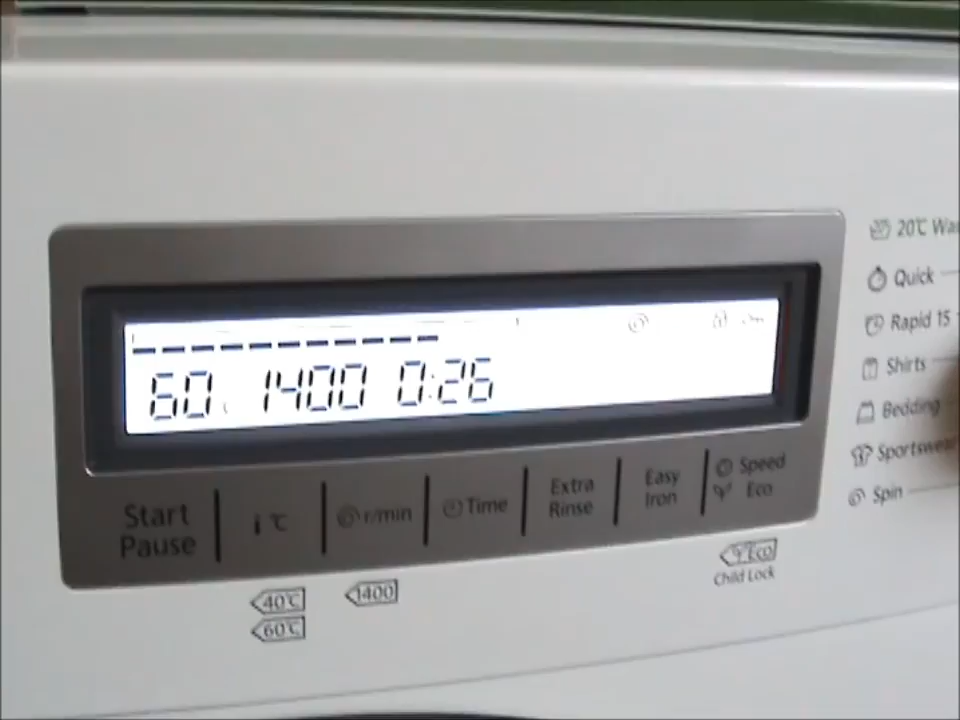 60 1400 0:26
Start
Pause
℃
r/min
Time
Extra
Rinse
Easy
Iron
Speed
Eco
40℃
60℃
1400
Eco
Child Lock
20℃
Quick
Rapid 15
Shirts
Bedding
Sportswear
Spin